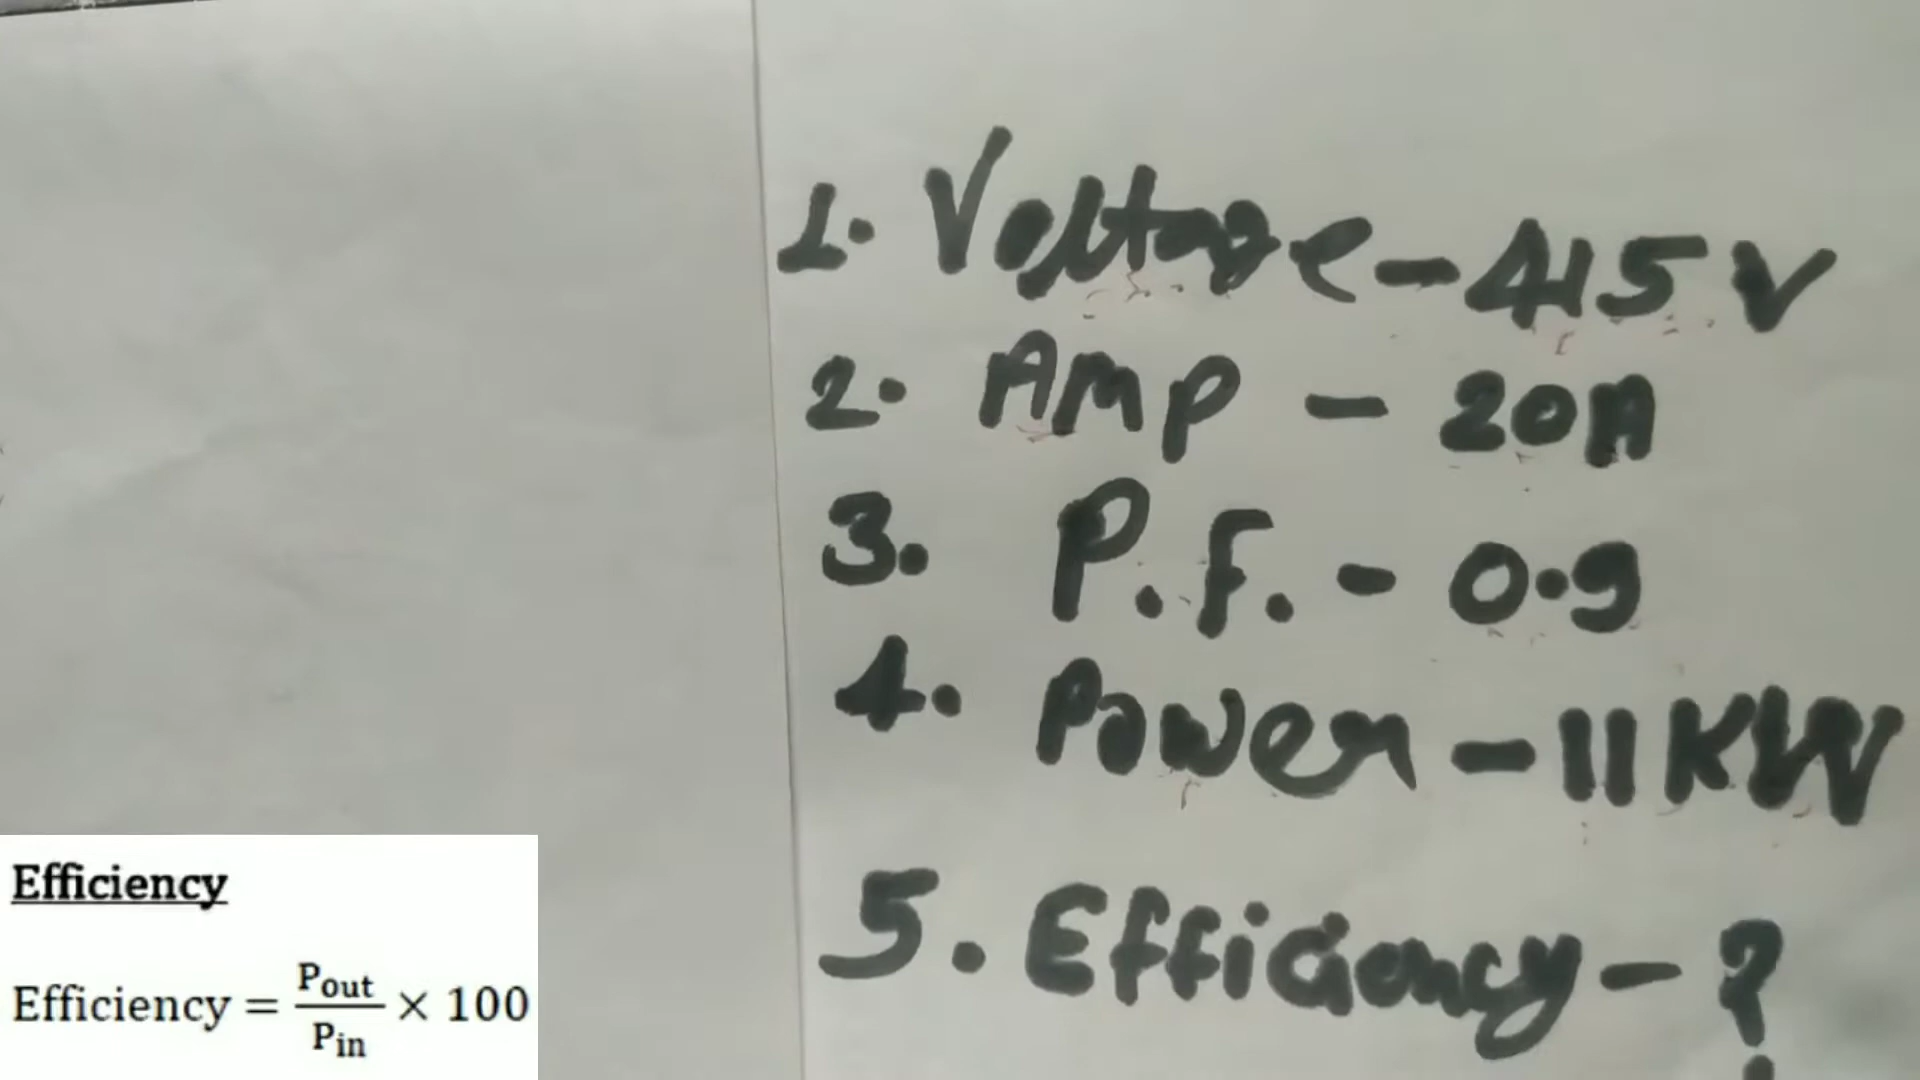 1. Voltage - 415 V
2. Amp - 20A
3. P.F. - 0.9
4. Power - 11 KW
5. Efficiency - ?
Efficiency
Efficiency = Pout / Pin × 100